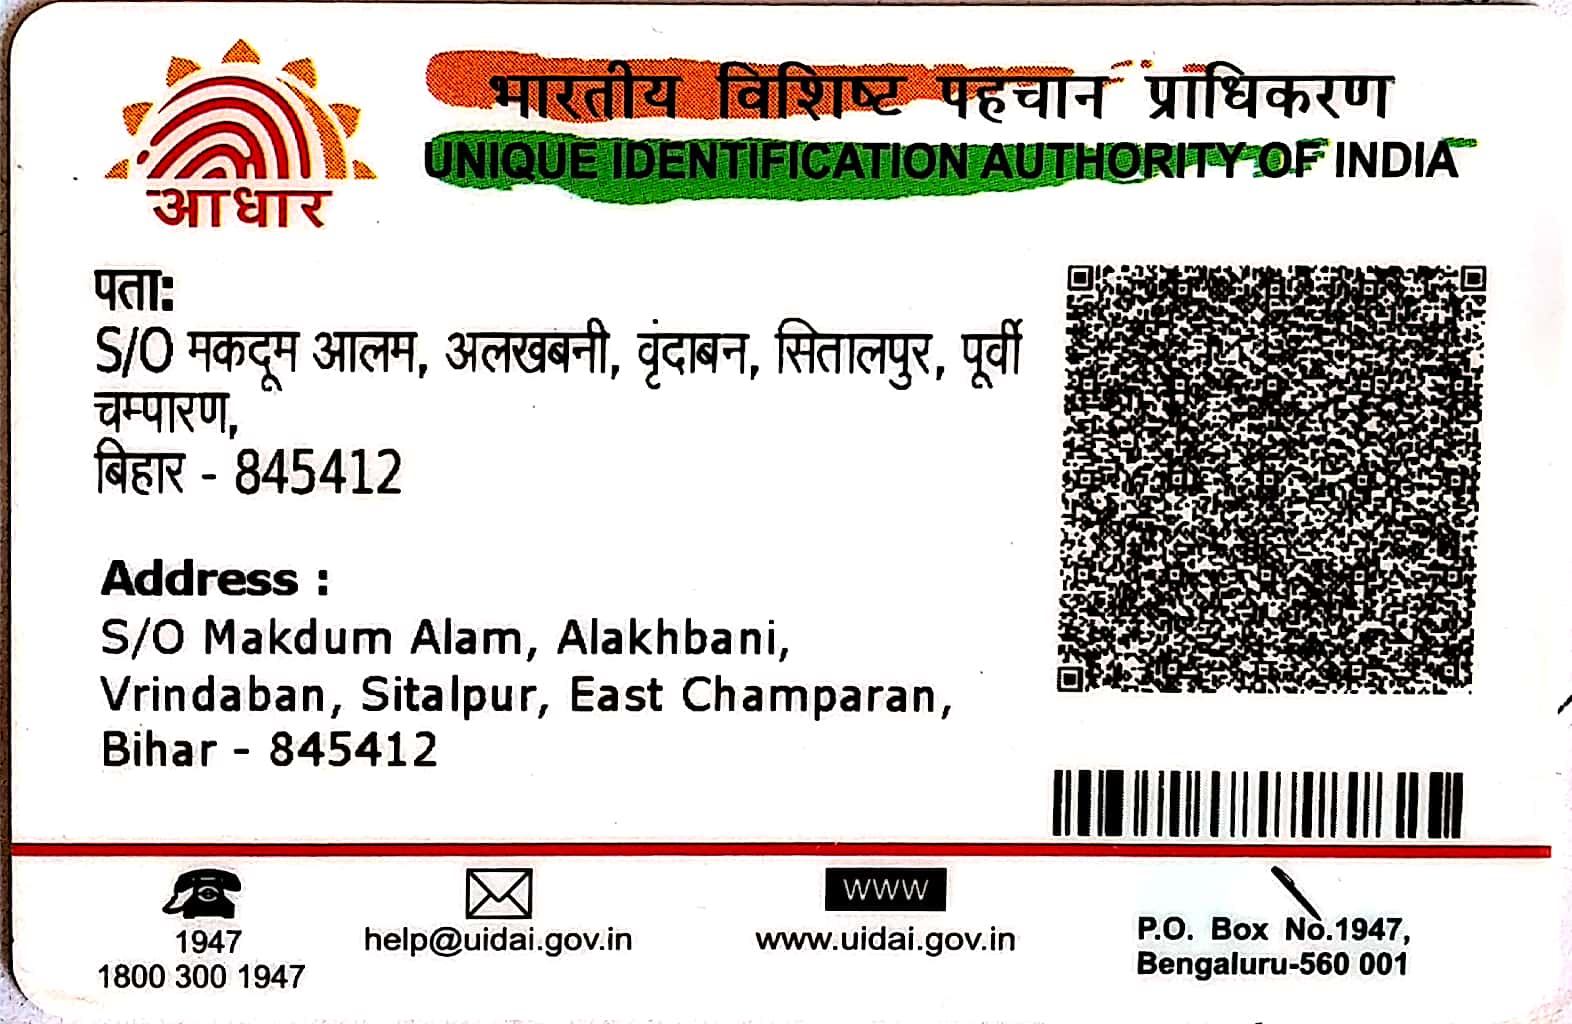 आधार
भारतीय विशिष्ट पहचान प्राधिकरण
UNIQUE IDENTIFICATION AUTHORITY OF INDIA
पता:
S/O मकदूम आलम, अलखबनी, वृंदाबन, सितालपुर, पूर्वी
चम्पारण,
बिहार - 845412
Address :
S/O Makdum Alam, Alakhbani,
Vrindaban, Sitalpur, East Champaran,
Bihar - 845412
1947
1800 300 1947
help@uidai.gov.in
WWW
www.uidai.gov.in
P.O. Box No.1947,
Bengaluru-560 001